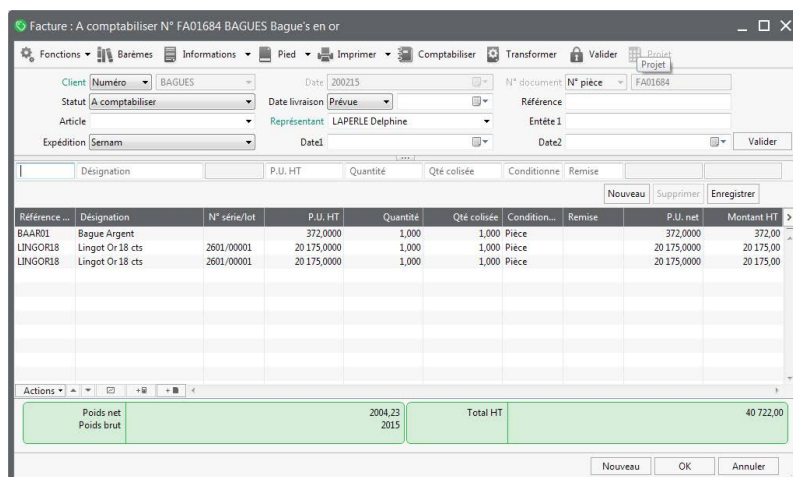 Facture : A comptabiliser N° FA01684 BAGUES Bague's en or
Fonctions Barèmes Informations Pied Imprimer Comptabiliser Transformer Valider Projet
Projet
Client Numéro BAGUES Date 200215 N° document N° pièce FA01684
Statut A comptabiliser Date livraison Prévue Référence
Article Représentant LAPERLE Delphine Entête 1
Expédition Sernam Date1 Date2 Valider
Désignation P.U. HT Quantité Qté colisée Conditionne Remise
Nouveau Supprimer Enregistrer
Référence ... Désignation N° série/lot P.U. HT Quantité Qté colisée Condition... Remise P.U. net Montant HT
BAAR01 Bague Argent 372,0000 1,000 1,000 Pièce 372,0000 372,00
LINGOR18 Lingot Or 18 cts 2601/00001 20 175,0000 1,000 1,000 Pièce 20 175,0000 20 175,00
LINGOR18 Lingot Or 18 cts 2601/00001 20 175,0000 1,000 1,000 Pièce 20 175,0000 20 175,00
Actions
Poids net 2004,23 Total HT 40 722,00
Poids brut 2015
Nouveau OK Annuler